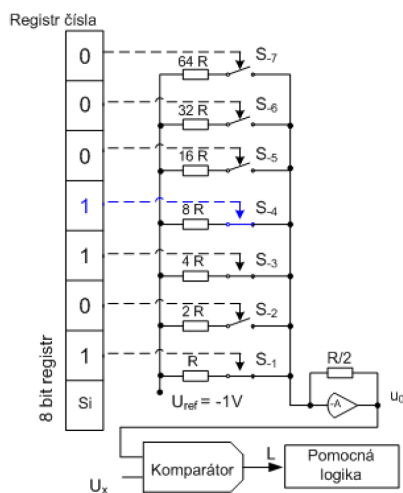 Registr čísla
0
64 R
S-7
0
32 R
S-6
0
16 R
S-5
1
8 R
S-4
1
4 R
S-3
0
2 R
S-2
1
R
S-1
8 bit registr
Si
Uref = -1V
R/2
-A
u0
Ux
Komparátor
L
Pomocná
logika